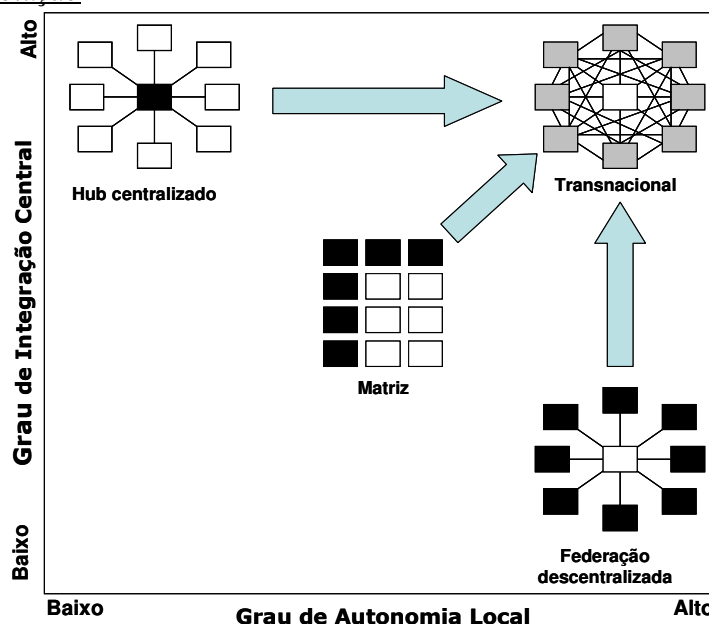 Alto
Grau de Integração Central
Baixo
Hub centralizado
Transnacional
Matriz
Federação
descentralizada
Baixo
Grau de Autonomia Local
Alto